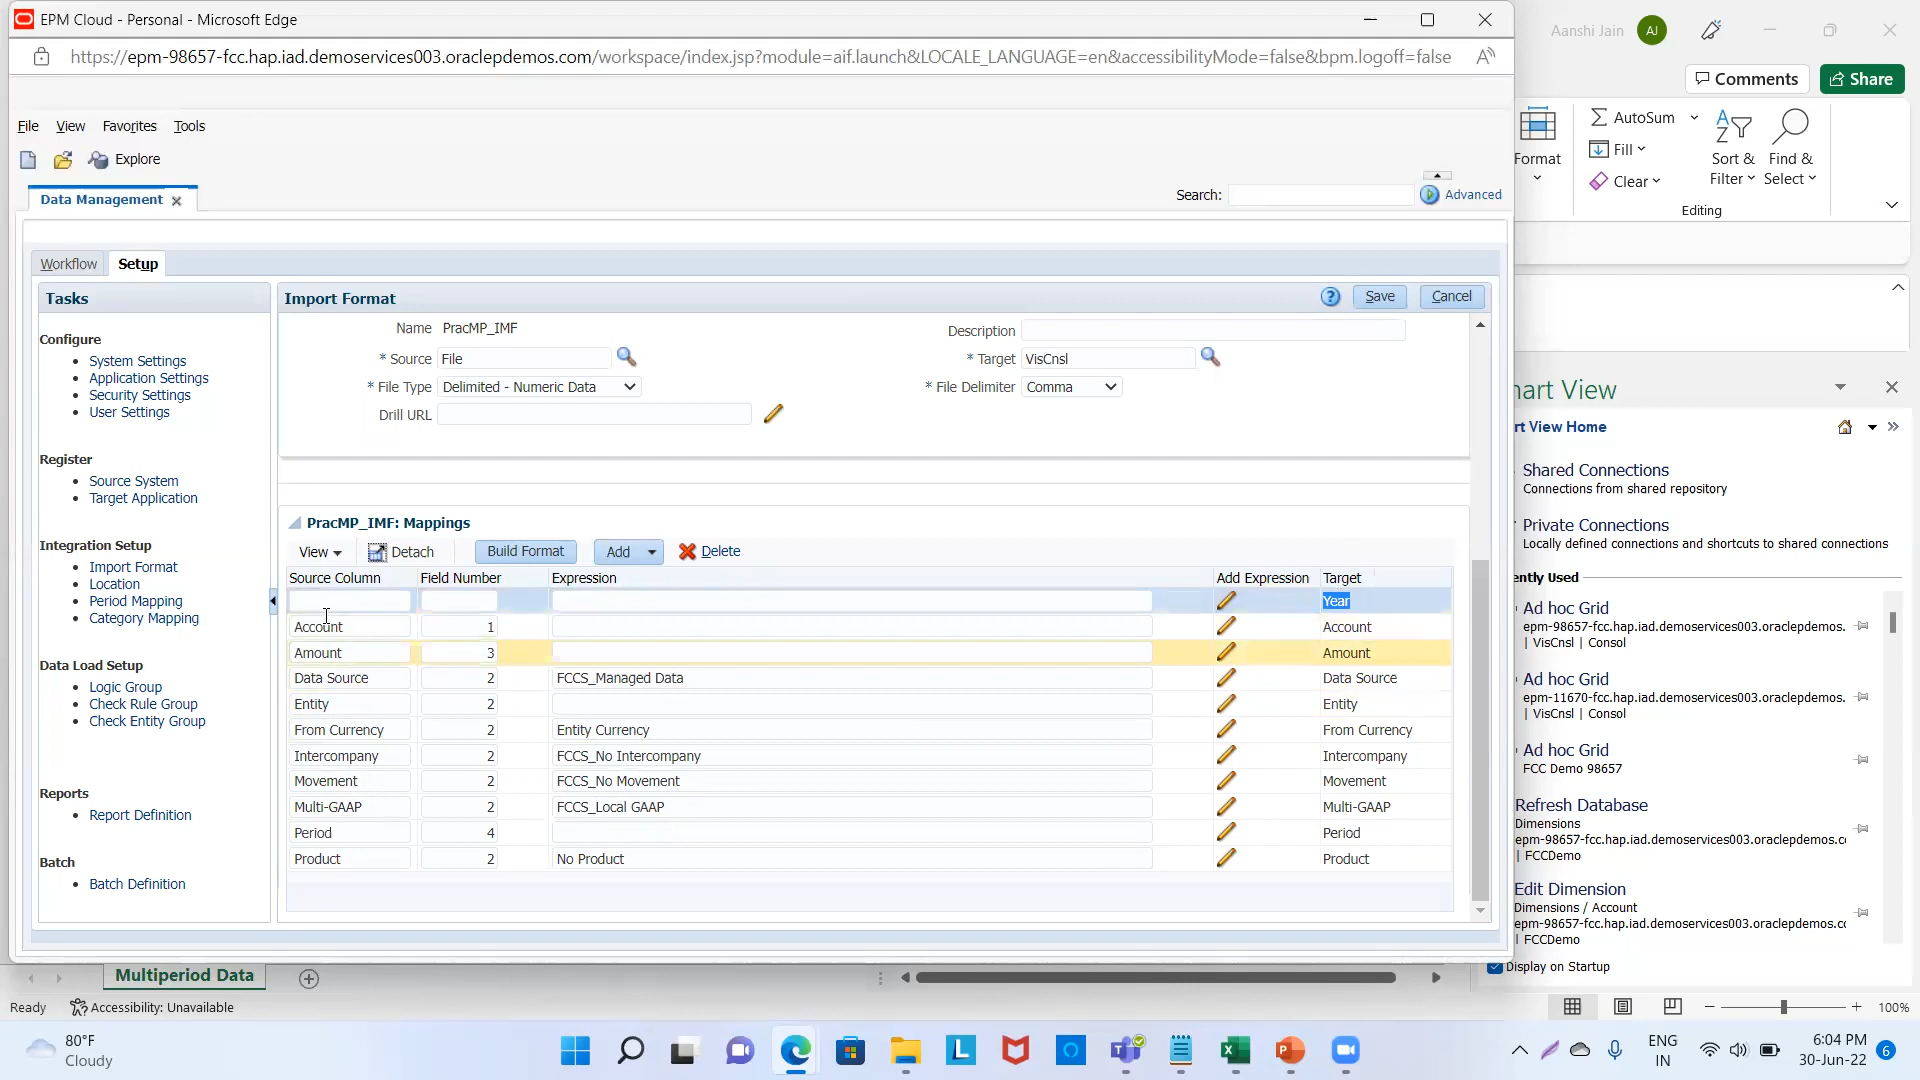 EPM Cloud - Personal - Microsoft Edge
https://epm-98657-fcc.hap.iad.demoservices003.oraclepdemos.com/workspace/index.jsp?module=aif.launch&LOCALE_LANGUAGE=en&accessibilityMode=false&bpm.logoff=false
Aanshi Jain AJ
Comments Share
File View Favorites Tools
Explore
Data Management
Search: Advanced
AutoSum
Fill
Clear
Format
Sort & Filter
Find & Select
Editing
Workflow Setup
Tasks
Configure
System Settings
Application Settings
Security Settings
User Settings
Register
Source System
Target Application
Integration Setup
Import Format
Location
Period Mapping
Category Mapping
Data Load Setup
Logic Group
Check Rule Group
Check Entity Group
Reports
Report Definition
Batch
Batch Definition
Import Format Save Cancel
Name PracMP_IMF Description
* Source File * Target VisCnsl
* File Type Delimited - Numeric Data * File Delimiter Comma
Drill URL
PracMP_IMF: Mappings
View Detach Build Format Add Delete
Source Column Field Number Expression Add Expression Target
Year
Account 1 Account
Amount 3 Amount
Data Source 2 FCCS_Managed Data Data Source
Entity 2 Entity
From Currency 2 Entity Currency From Currency
Intercompany 2 FCCS_No Intercompany Intercompany
Movement 2 FCCS_No Movement Movement
Multi-GAAP 2 FCCS_Local GAAP Multi-GAAP
Period 4 Period
Product 2 No Product Product
nart View
rt View Home
Shared Connections
Connections from shared repository
Private Connections
Locally defined connections and shortcuts to shared connections
ently Used
Ad hoc Grid
epm-98657-fcc.hap.iad.demoservices003.oraclepdemos.
| VisCnsl | Consol
Ad hoc Grid
epm-11670-fcc.hap.iad.demoservices003.oraclepdemos.
| VisCnsl | Consol
Ad hoc Grid
FCC Demo 98657
Refresh Database
Dimensions
epm-98657-fcc.hap.iad.demoservices003.oraclepdemos.cc
| FCCDemo
Edit Dimension
Dimensions / Account
epm-98657-fcc.hap.iad.demoservices003.oraclepdemos.cc
| FCCDemo
Display on Startup
Multiperiod Data
Ready Accessibility: Unavailable 100%
80°F
Cloudy
ENG
IN
6:04 PM
30-Jun-22
6